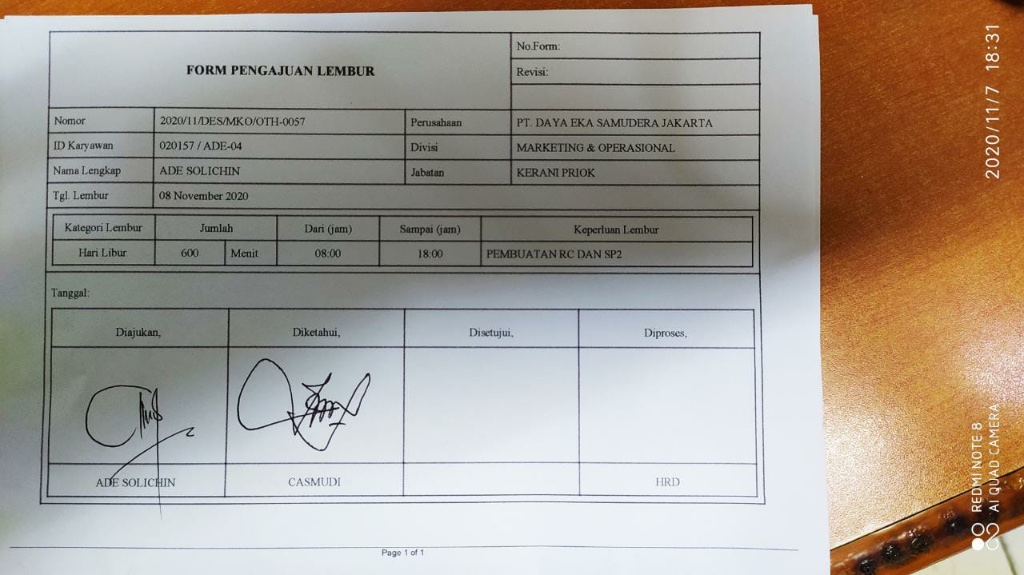 FORM PENGAJUAN LEMBUR
No.Form:
Revisi:
Nomor 2020/11/DES/MKO/OTH-0057 Perusahaan PT. DAYA EKA SAMUDERA JAKARTA
ID Karyawan 020157 / ADE-04 Divisi MARKETING & OPERASIONAL
Nama Lengkap ADE SOLICHIN Jabatan KERANI PRIOK
Tgl. Lembur 08 November 2020
Kategori Lembur Jumlah Dari (jam) Sampai (jam) Keperluan Lembur
Hari Libur 600 Menit 08:00 18:00 PEMBUATAN RC DAN SP2
Tanggal:
Diajukan, Diketahui, Disetujui, Diproses,
ADE SOLICHIN CASMUDI HRD
Page 1 of 1
2020/11/7 18:31
REDMI NOTE 8
AI QUAD CAMERA